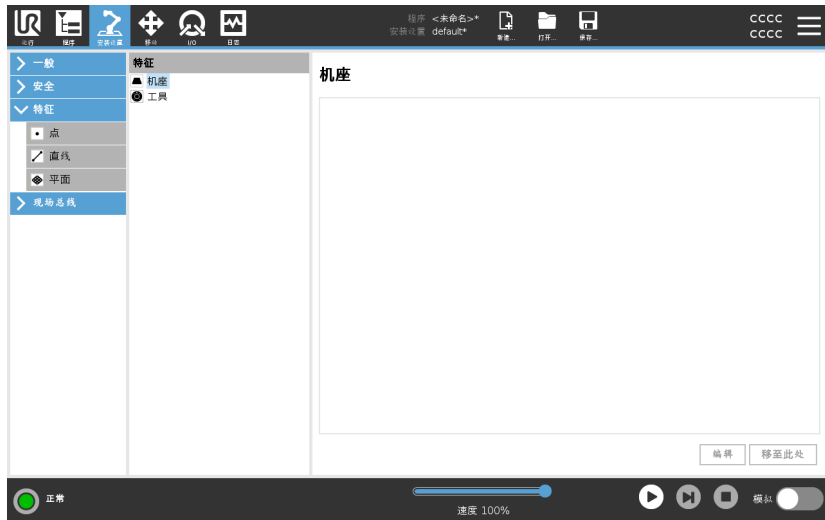 UR
运行
程序
安装设置
移动
I/O
日志
程序 <未命名>*
安装设置 default*
新建...
打开...
保存...
cccc
cccc
一般
安全
特征
点
直线
平面
现场总线
特征
机座
工具
机座
编辑
移至此处
正常
速度 100%
模拟